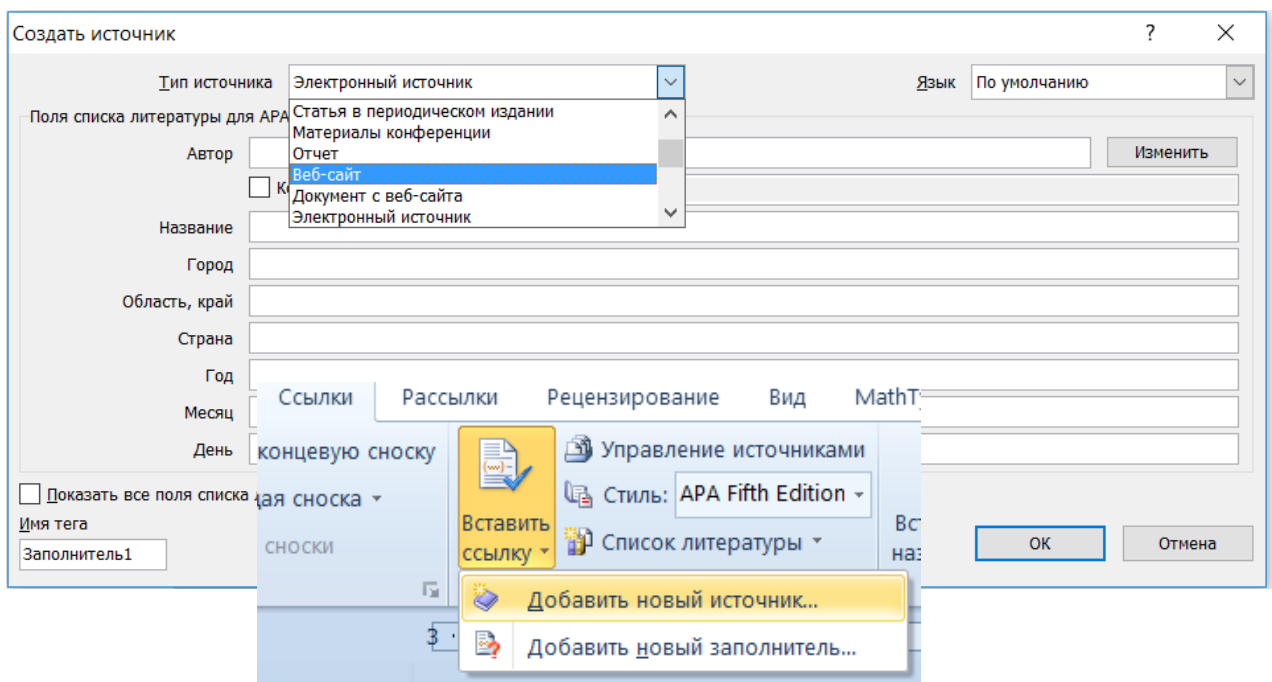 Создать источник ? ×
Тип источника Электронный источник Язык По умолчанию
Статья в периодическом издании
Поля списка литературы для APA
Материалы конференции
Автор Отчет Изменить
Веб-сайт
Документ с веб-сайта
Электронный источник
Название
Город
Область, край
Страна
Год
Месяц
День
Показать все поля списка
Имя тега
Заполнитель1
OK Отмена
Ссылки Рассылки Рецензирование Вид MathT
концевую сноску Управление источниками
сноска Стиль: APA Fifth Edition
Вставить
ссылку Список литературы
сноски
Добавить новый источник...
3
Добавить новый заполнитель...